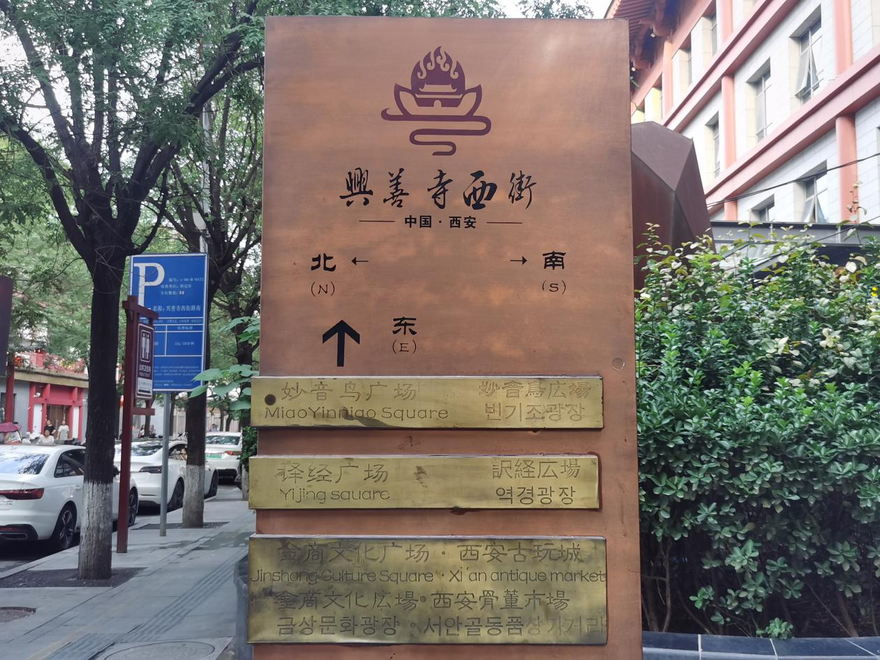 興善寺西街
中国·西安
北 ← → 南
(N) (S)
↑ 东
(E)
妙音鸟广场 妙音鳥広場
MiaoYinniao Square 빈기조광장
译经广场 訳経広場
Yijing square 역경광장
金商文化广场·西安古玩城
Jinshang Culture Square · Xi'an antique market
金商文化広場·西安骨董市場
금상문화광장·서안골동품상가거리
P